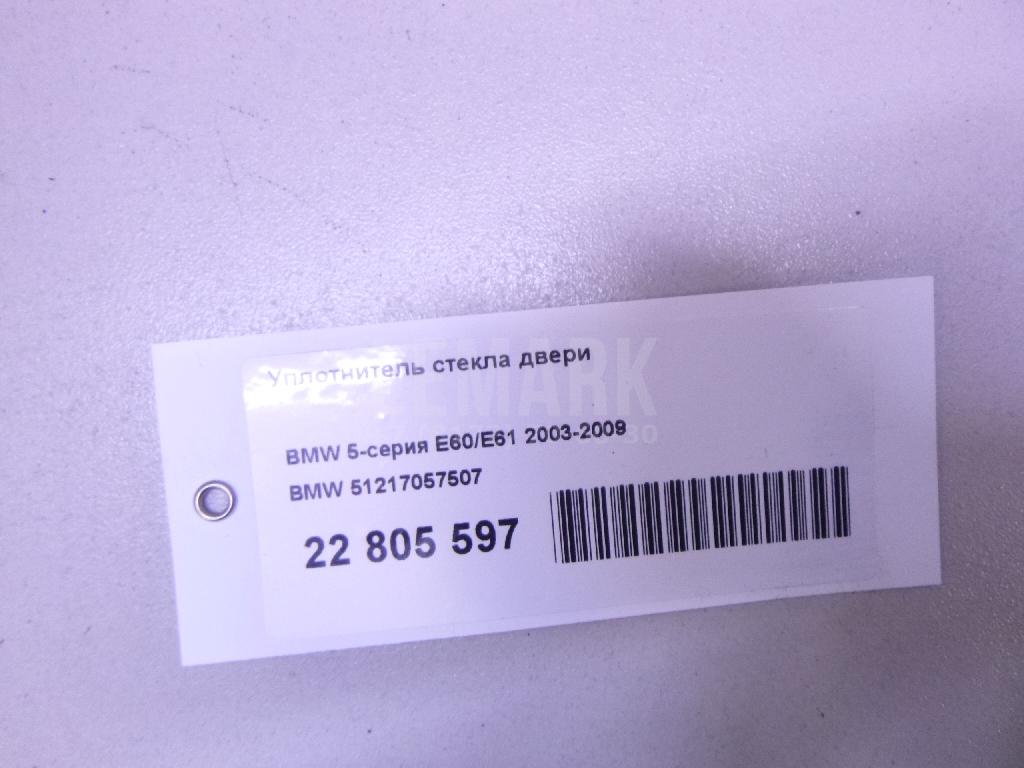 Уплотнитель стекла двери
BMW 5-серия E60/E61 2003-2009
BMW 51217057507
22 805 597